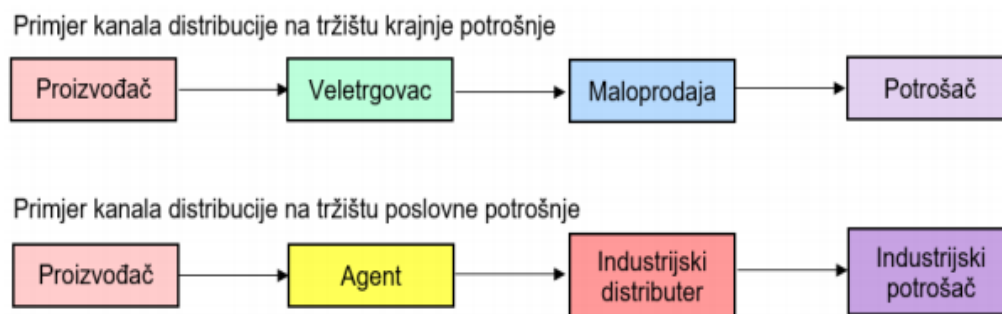 Primjer kanala distribucije na tržištu krajnje potrošnje
Proizvođač
Veletrgovac
Maloprodaja
Potrošač
Primjer kanala distribucije na tržištu poslovne potrošnje
Proizvođač
Agent
Industrijski
distributer
Industrijski
potrošač